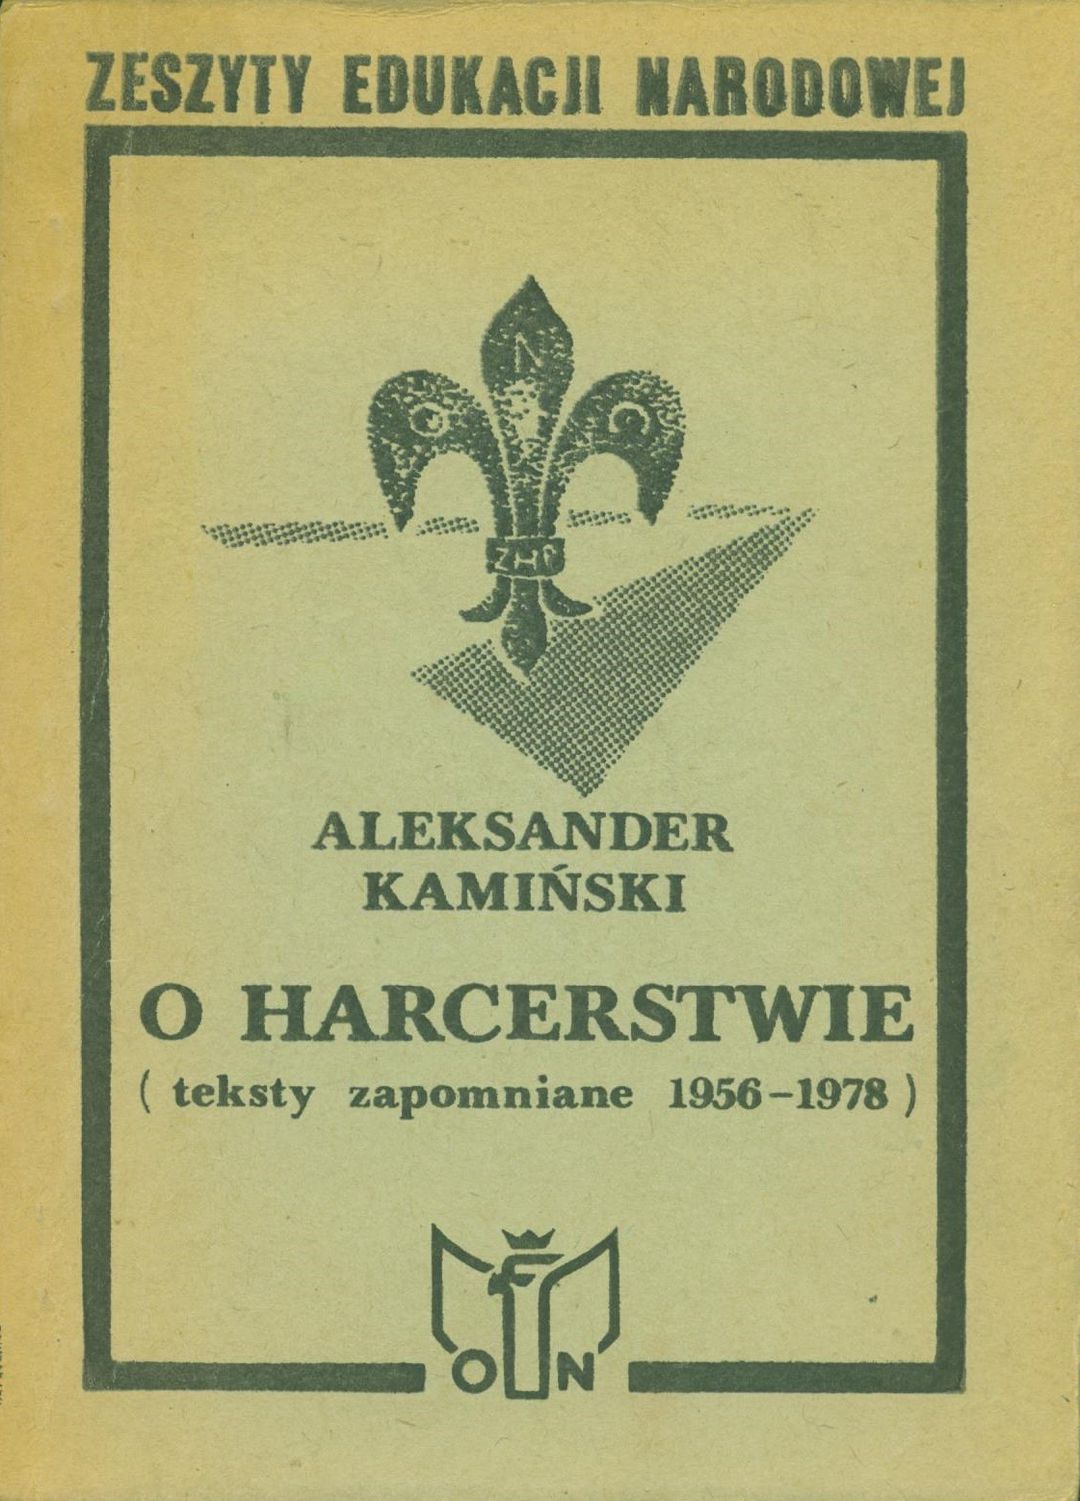 ZESZYTY EDUKACJI NARODOWEJ
O N C
ZHP
ALEKSANDER
KAMIŃSKI
O HARCERSTWIE
( teksty zapomniane 1956-1978 )
O N